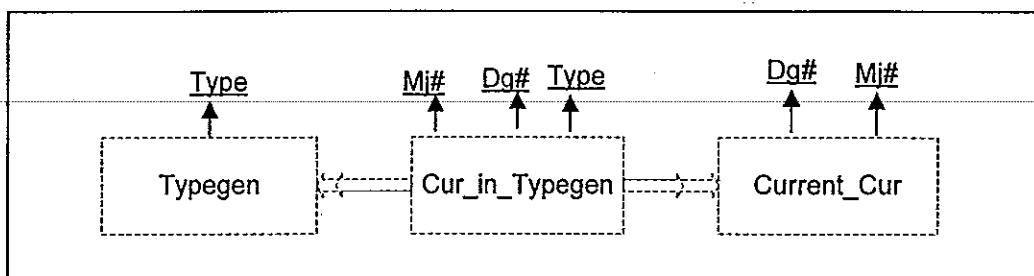 Type Mj# Dg# Type Dg# Mj#
Typegen Cur_in_Typegen Current_Cur